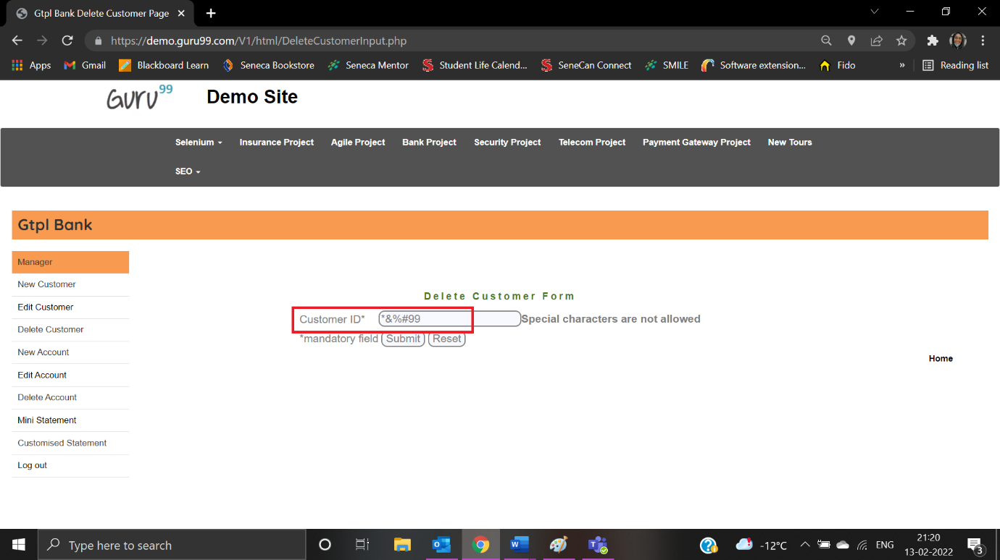 Gtpl Bank Delete Customer Page
https://demo.guru99.com/V1/html/DeleteCustomerInput.php
Apps Gmail Blackboard Learn Seneca Bookstore Seneca Mentor Student Life Calend... SeneCan Connect SMILE Software extension... Fido » Reading list
Guru99 Demo Site
Selenium Insurance Project Agile Project Bank Project Security Project Telecom Project Payment Gateway Project New Tours
SEO
Gtpl Bank
Manager
New Customer
Delete Customer Form
Edit Customer
Customer ID* *&%#99 Special characters are not allowed
Delete Customer
*mandatory field Submit Reset
New Account
Home
Edit Account
Delete Account
Mini Statement
Customised Statement
Log out
Type here to search
-12°C ENG
21:20
13-02-2022
3